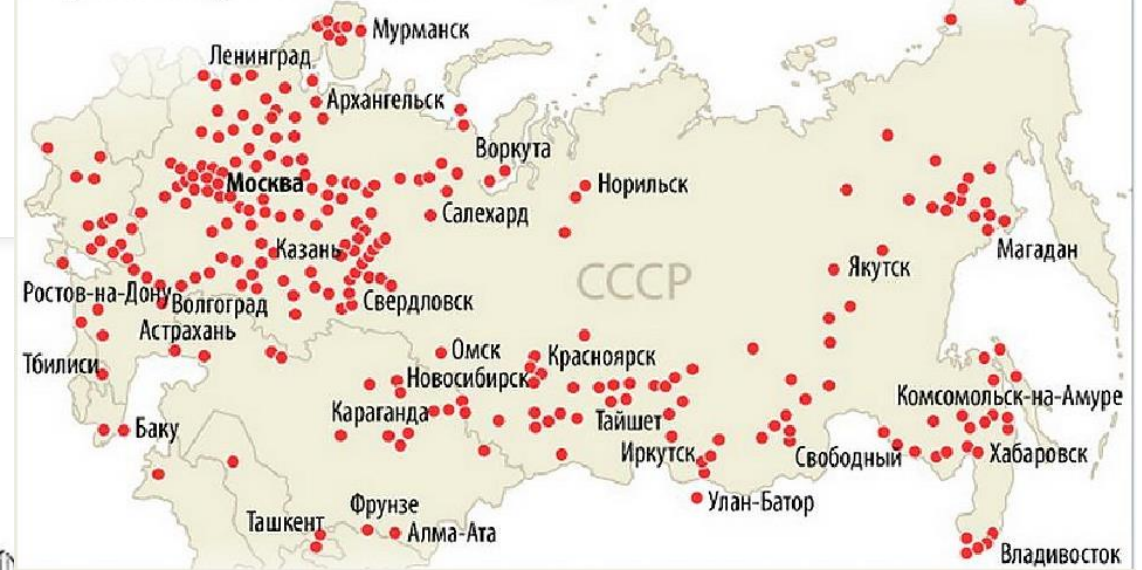 Мурманск
Ленинград
Архангельск
Воркута
Москва
Норильск
Салехард
Магадан
Казань
Якутск
СССР
Ростов-на-Дону
Волгоград
Свердловск
Астрахань
Омск
Красноярск
Тбилиси
Новосибирск
Комсомольск-на-Амуре
Караганда
Тайшет
Баку
Иркутск
Свободный
Хабаровск
Улан-Батор
Фрунзе
Ташкент
Алма-Ата
Владивосток